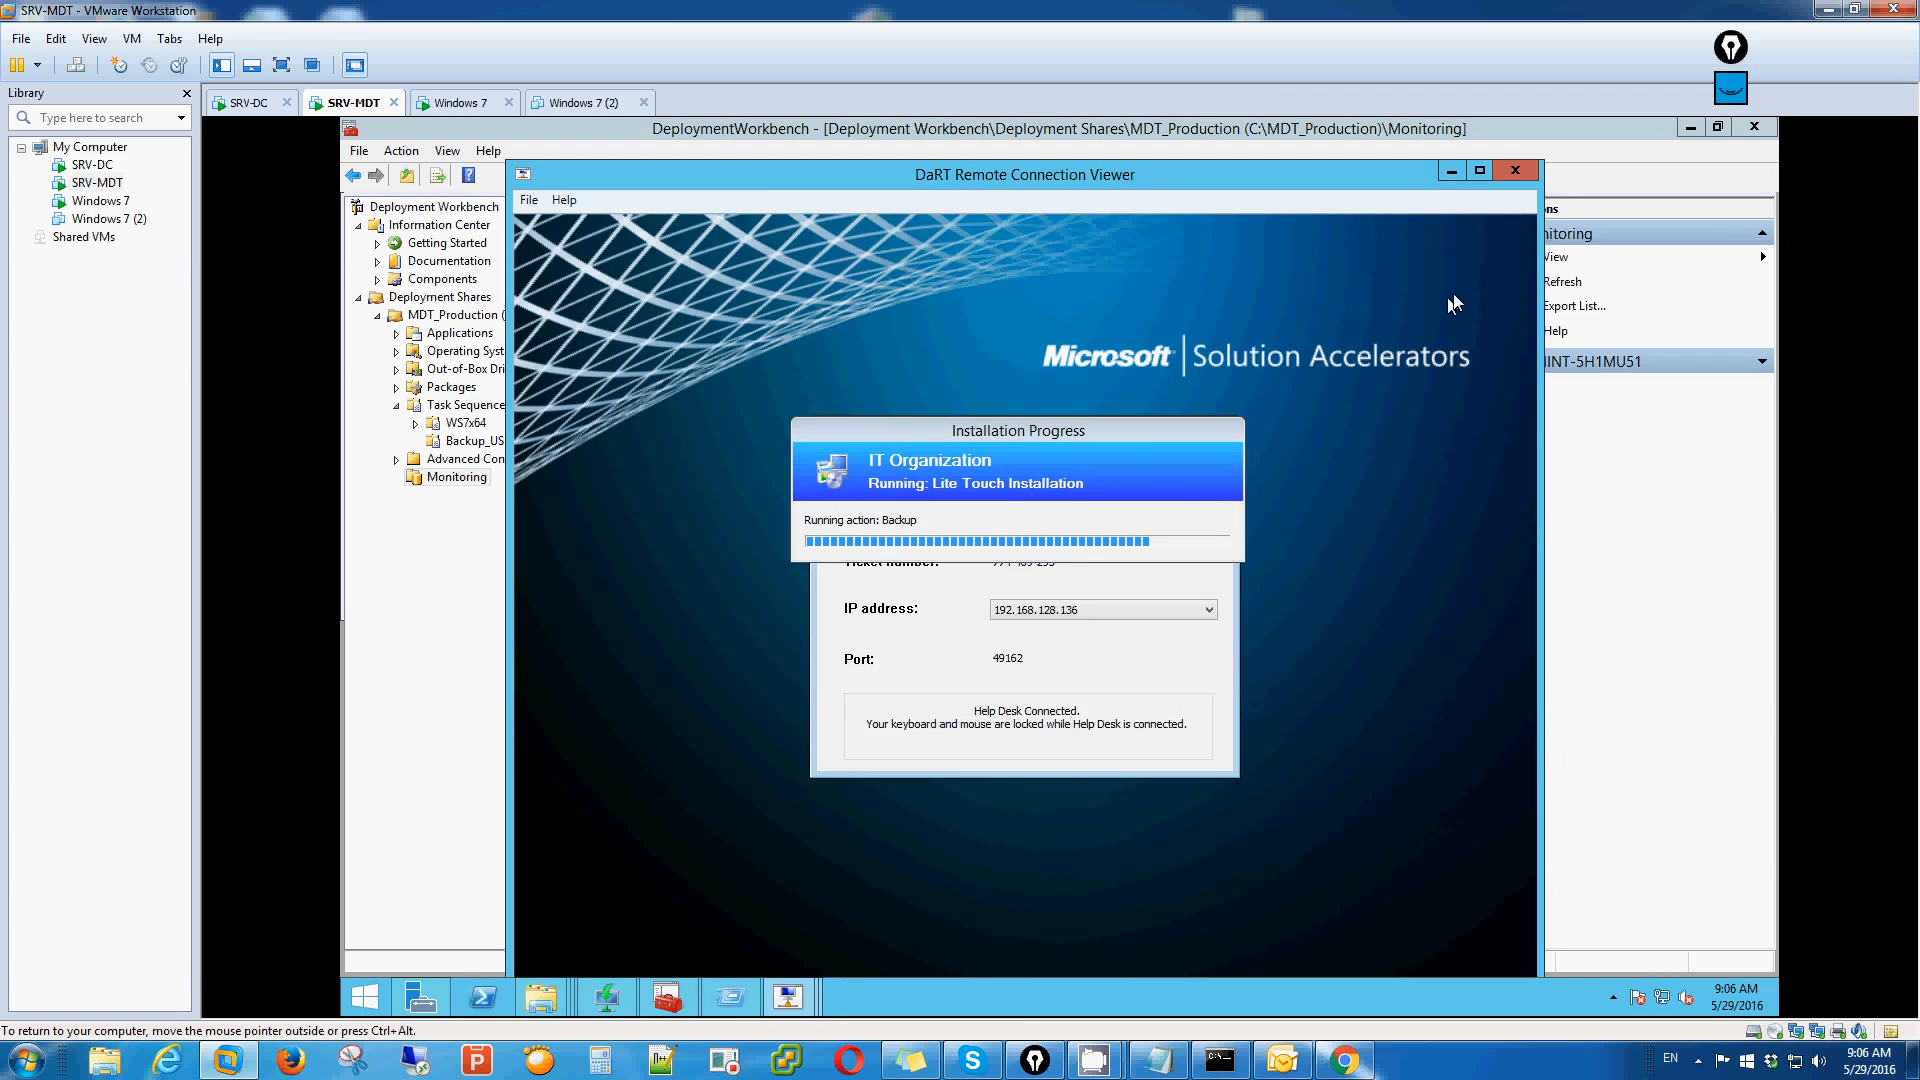 SRV-MDT - VMware Workstation
File Edit View VM Tabs Help
Library
Type here to search
My Computer
SRV-DC
SRV-MDT
Windows 7
Windows 7 (2)
Shared VMs
SRV-DC SRV-MDT Windows 7 Windows 7 (2)
DeploymentWorkbench - [Deployment Workbench\Deployment Shares\MDT_Production (C:\MDT_Production)\Monitoring]
File Action View Help
Deployment Workbench
Information Center
Getting Started
Documentation
Components
Deployment Shares
MDT_Production (
Applications
Operating Syst
Out-of-Box Dri
Packages
Task Sequence
WS7x64
Backup_US
Advanced Con
Monitoring
DaRT Remote Connection Viewer
File Help
Microsoft Solution Accelerators
Installation Progress
IT Organization
Running: Lite Touch Installation
Running action: Backup
Ticket number:
IP address: 192.168.128.136
Port: 49162
Help Desk Connected.
Your keyboard and mouse are locked while Help Desk is connected.
ns
itoring
View
Refresh
Export List...
Help
INT-5H1MU51
9:06 AM
5/29/2016
To return to your computer, move the mouse pointer outside or press Ctrl+Alt.
EN
9:06 AM
5/29/2016